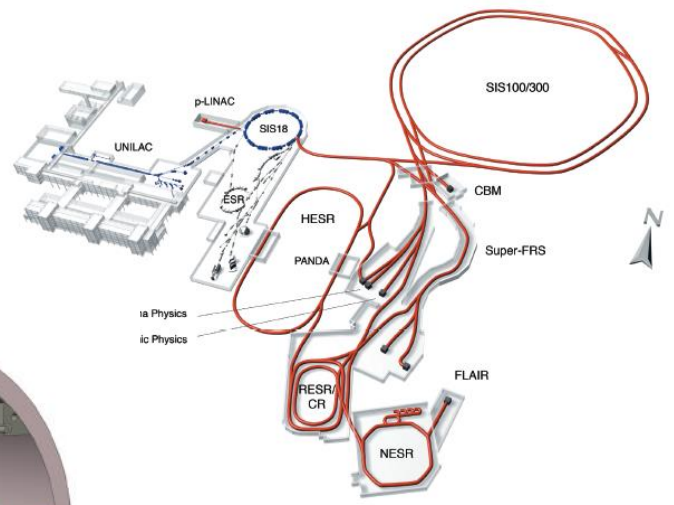 SIS100/300
p-LINAC
SIS18
UNILAC
CBM
ESR
HESR
N
Super-FRS
PANDA
a Physics
ic Physics
FLAIR
RESR/
CR
NESR